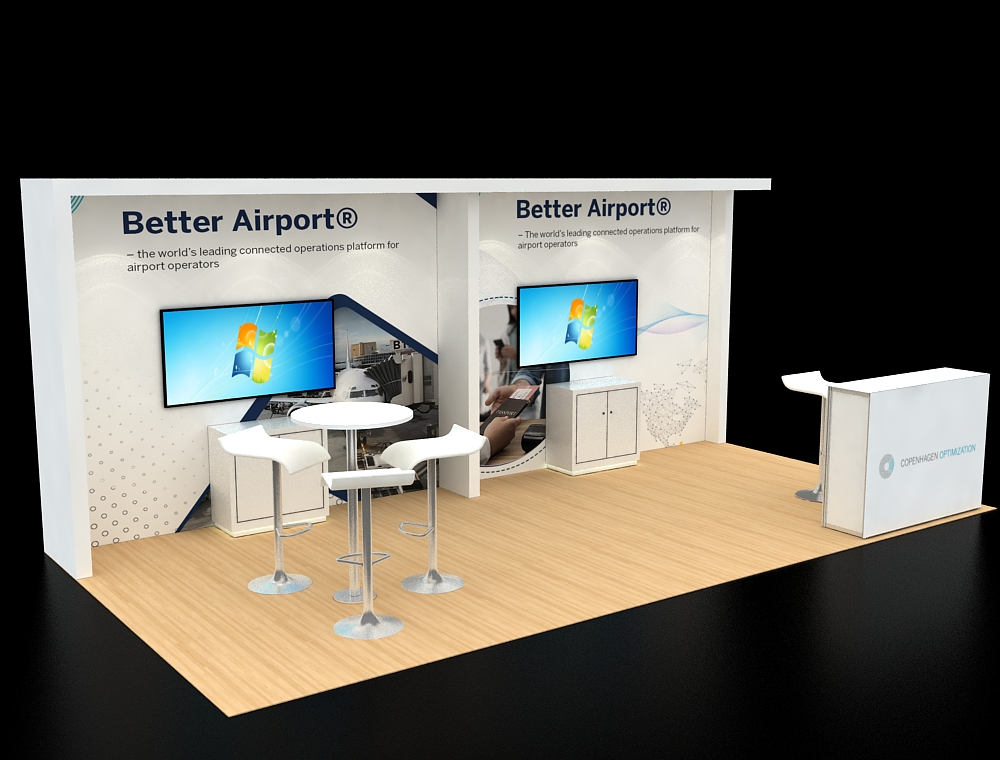 Better Airport®
– the world's leading connected operations platform for
airport operators
Better Airport®
– The world's leading connected operations platform for
airport operators
COPENHAGEN OPTIMIZATION